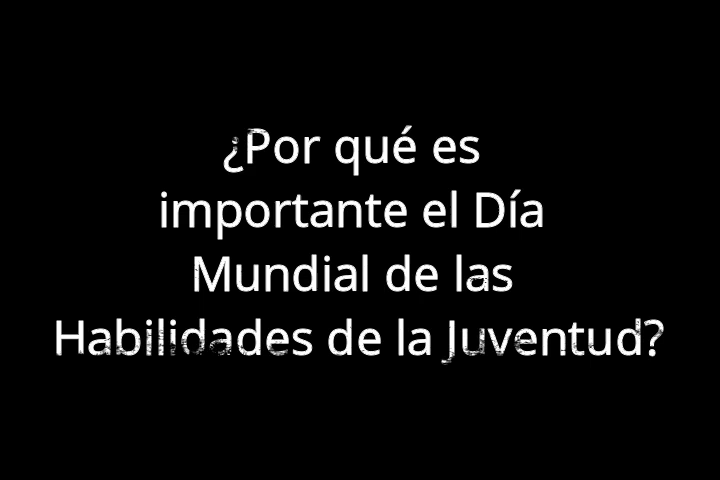 ¿Por qué es
importante el Día
Mundial de las
Habilidades de la Juventud?